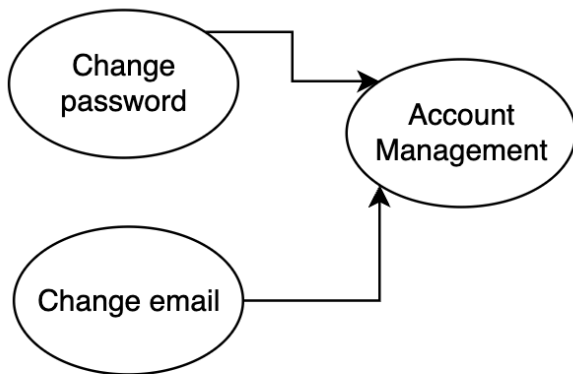 Change
password
Account
Management
Change email